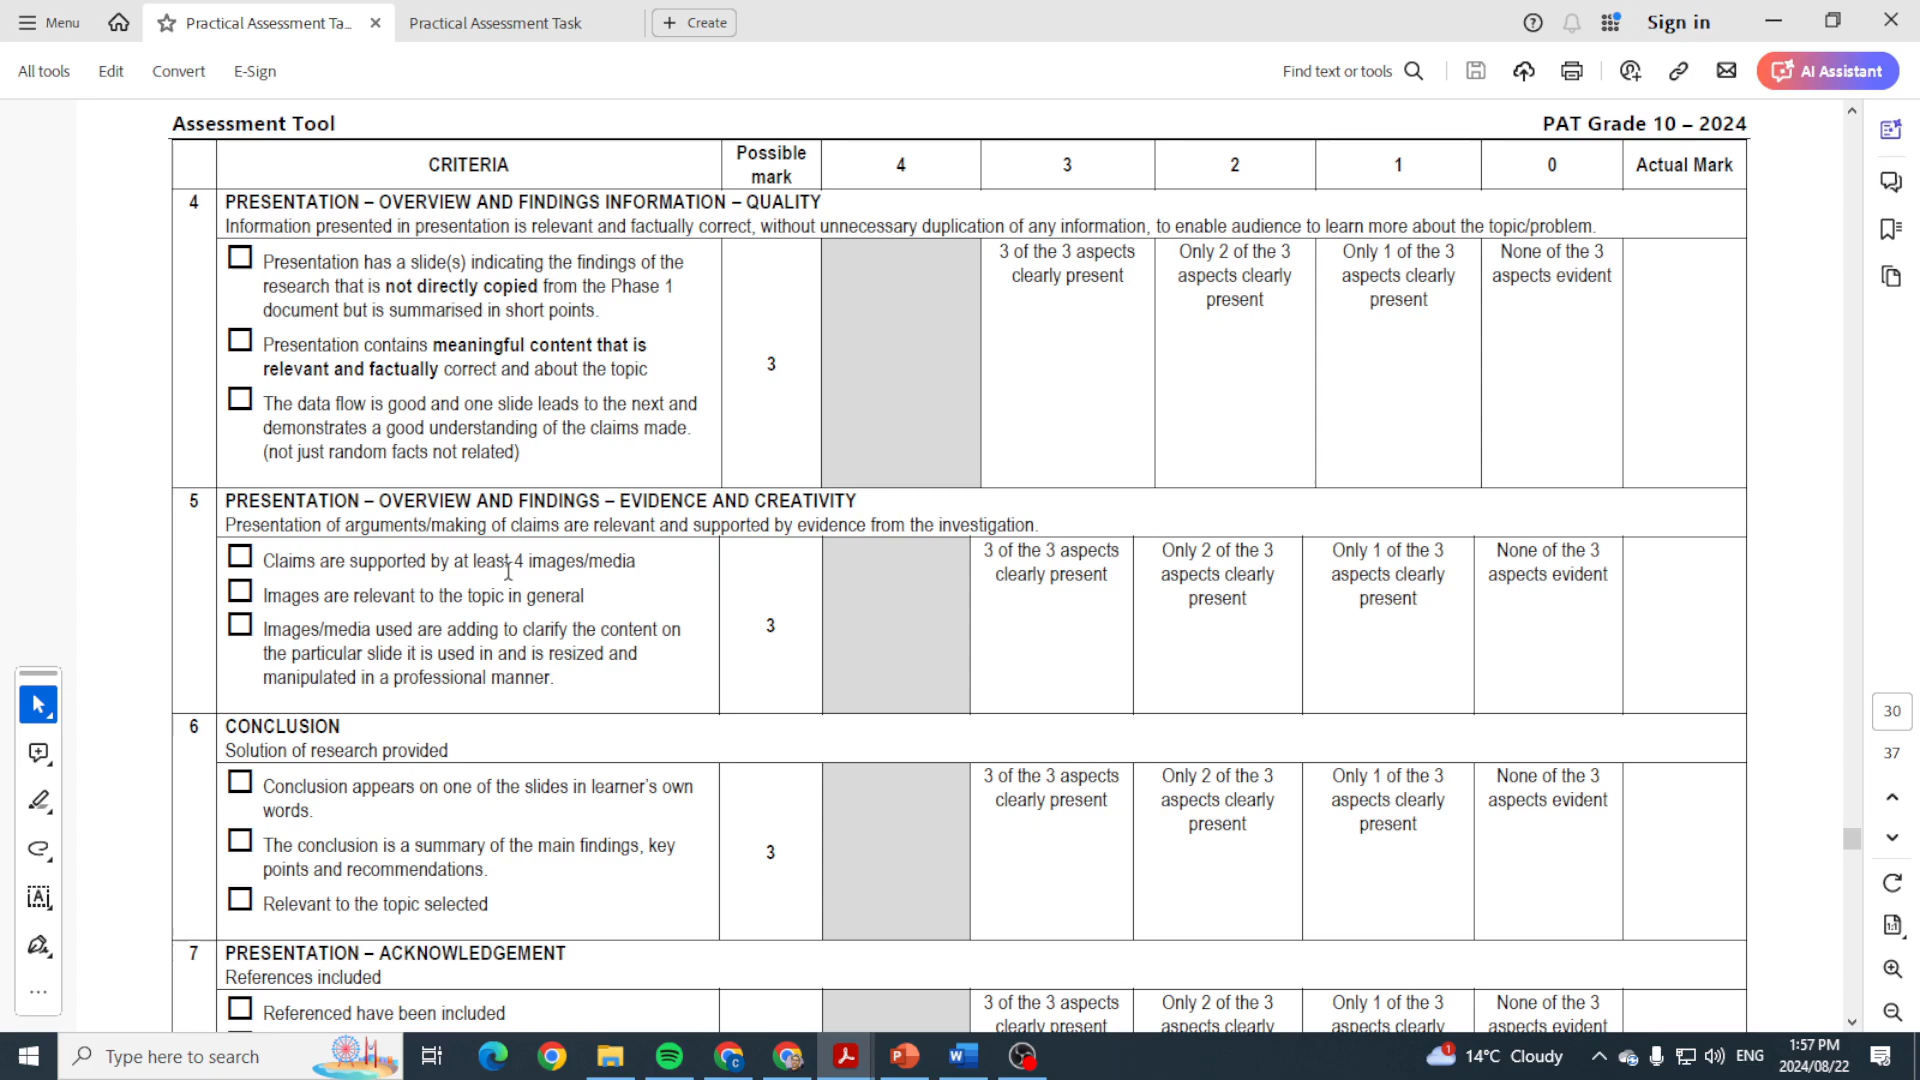 Menu
Practical Assessment Ta...
Practical Assessment Task
Create
Sign in
All tools
Edit
Convert
E-Sign
Find text or tools
AI Assistant
Assessment Tool
PAT Grade 10 – 2024
CRITERIA
Possible
mark
4
3
2
1
0
Actual Mark
4
PRESENTATION – OVERVIEW AND FINDINGS INFORMATION – QUALITY
Information presented in presentation is relevant and factually correct, without unnecessary duplication of any information, to enable audience to learn more about the topic/problem.
Presentation has a slide(s) indicating the findings of the
research that is not directly copied from the Phase 1
document but is summarised in short points.
Presentation contains meaningful content that is
relevant and factually correct and about the topic
The data flow is good and one slide leads to the next and
demonstrates a good understanding of the claims made.
(not just random facts not related)
3
3 of the 3 aspects
clearly present
Only 2 of the 3
aspects clearly
present
Only 1 of the 3
aspects clearly
present
None of the 3
aspects evident
5
PRESENTATION – OVERVIEW AND FINDINGS – EVIDENCE AND CREATIVITY
Presentation of arguments/making of claims are relevant and supported by evidence from the investigation.
Claims are supported by at least 4 images/media
Images are relevant to the topic in general
Images/media used are adding to clarify the content on
the particular slide it is used in and is resized and
manipulated in a professional manner.
3
3 of the 3 aspects
clearly present
Only 2 of the 3
aspects clearly
present
Only 1 of the 3
aspects clearly
present
None of the 3
aspects evident
6
CONCLUSION
Solution of research provided
Conclusion appears on one of the slides in learner's own
words.
The conclusion is a summary of the main findings, key
points and recommendations.
Relevant to the topic selected
3
3 of the 3 aspects
clearly present
Only 2 of the 3
aspects clearly
present
Only 1 of the 3
aspects clearly
present
None of the 3
aspects evident
7
PRESENTATION – ACKNOWLEDGEMENT
References included
Referenced have been included
3 of the 3 aspects
clearly present
Only 2 of the 3
aspects clearly
Only 1 of the 3
aspects clearly
None of the 3
aspects evident
30
37
Type here to search
1
14°C Cloudy
ENG
1:57 PM
2024/08/22